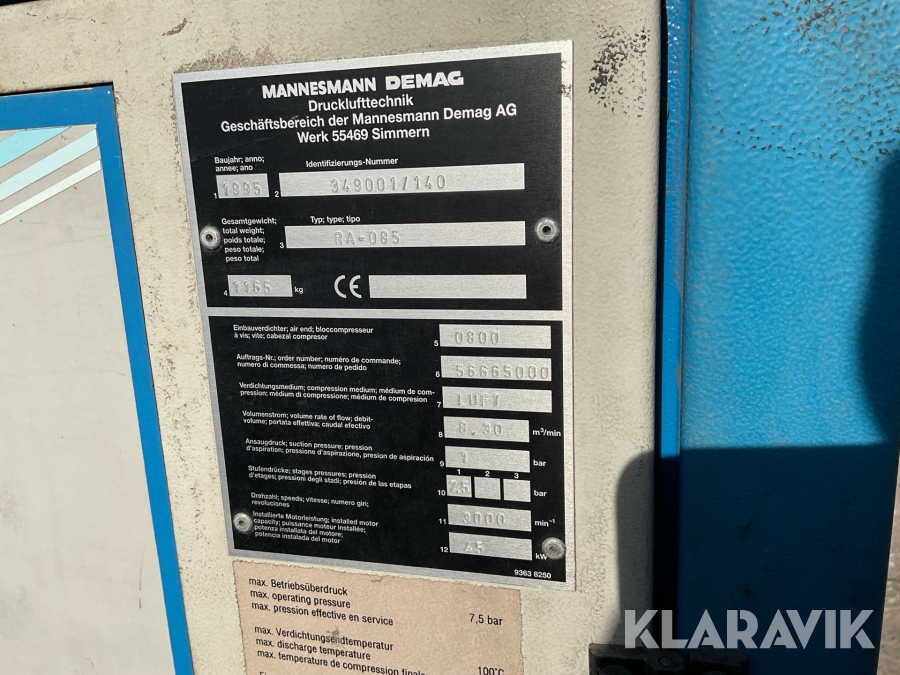 MANNESMANN DEMAG
Drucklufttechnik
Geschäftsbereich der Mannesmann Demag AG
Werk 55469 Simmern
Baujahr; anno;
annee; ano
Identifizierungs-Nummer
1 1995 2 349001/140
Gesamtgewicht;
total weight;
poids totale;
peso totale;
peso total
Typ; type; tipo
3 RA-065
4 1165 kg CE
Einbauverdichter; air end; bloccompresseur
à vis; vite; cabezal compresor
5 0800
Auftrags-Nr.; order number; numéro de commande;
numero di commessa; numero de pedido
6 56665000
Verdichtungsmedium; compression medium; médium de com-
pression; médium di compressione; médium de compresion
7 LUFT
Volumenstrom; volume rate of flow; debit-
volume; portata effettiva; caudal efectivo
8 8.30 m³/min
Ansaugdruck; suction pressure; pression
d'aspiration; pressione d'aspirazione, presion de aspiración
9 1 bar
Stufendrücke; stages pressures; pression
d'etages; pressioni degli stadi; presión de las etapas
1 2 3
10 7.5 bar
Drehzahl; speeds; vitesse; numero giri;
revoluciones
11 3000 min⁻¹
Installierte Motorleistung; installed motor
capacity; puissance moteur installée;
potenza installata del motore;
potencia instalada del motor
12 45 kW
9363 8250
max. Betriebsüberdruck
max. operating pressure
max. pression effective en service 7,5 bar
max. Verdichtungsendtemperatur
max. discharge temperature
max. temperature de compression finale 100°C
KLARAVIK